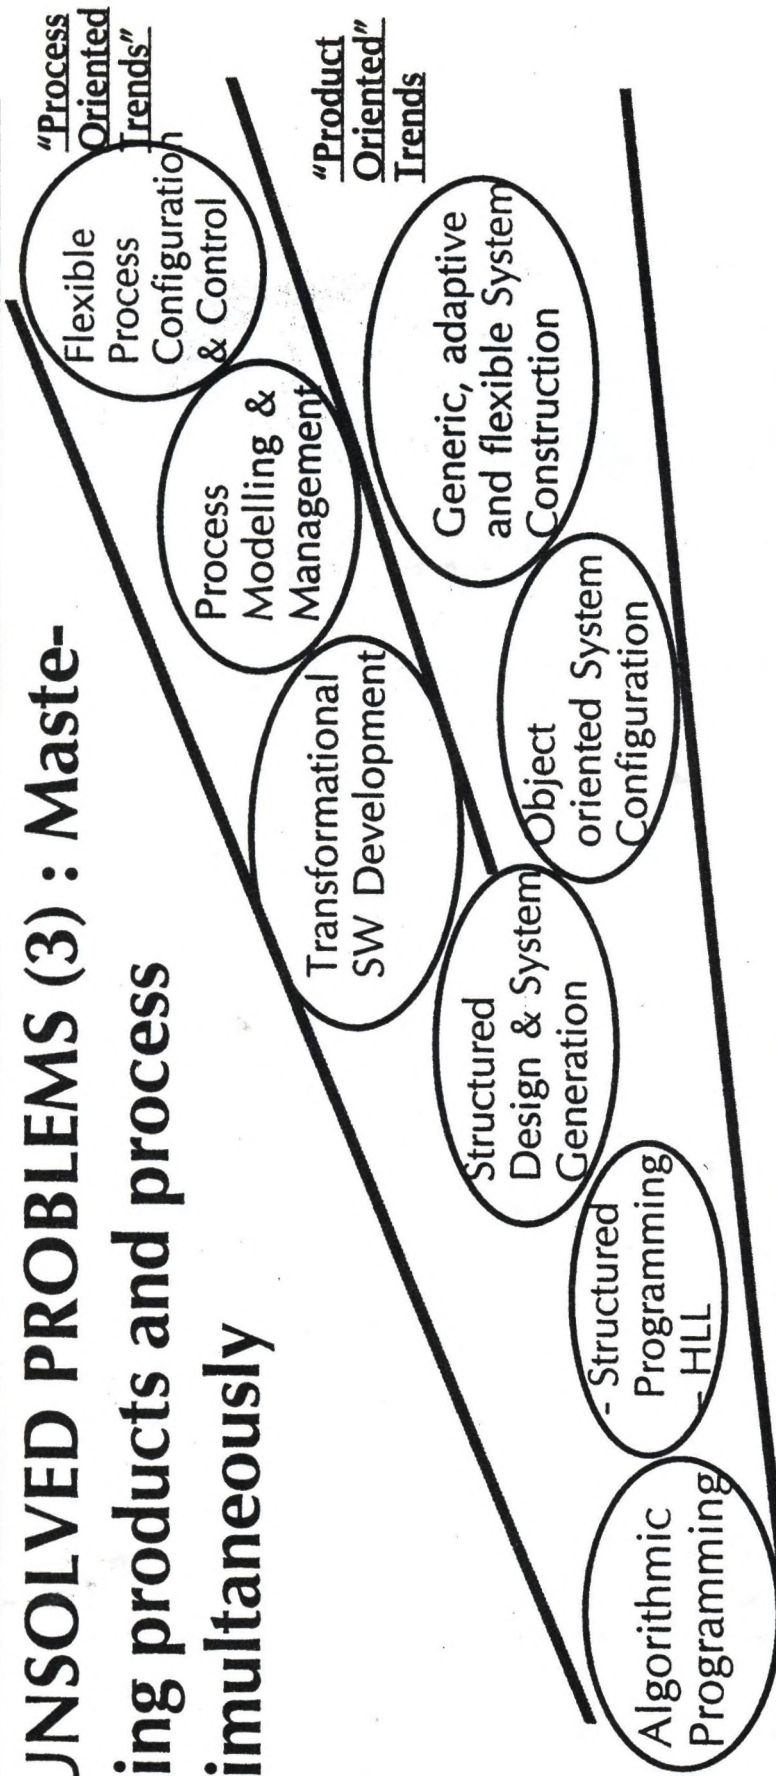 UNSOLVED PROBLEMS (3) : Maste-
ing products and process
imultaneously
"Process
Oriented
Trends"
"Product
Oriented"
Trends
Flexible
Process
Configuration
& Control
Process
Modelling &
Management
Transformational
SW Development
Generic, adaptive
and flexible System
Construction
Object
oriented System
Configuration
Structured
Design & System
Generation
- Structured
Programming
- HLL
Algorithmic
Programming